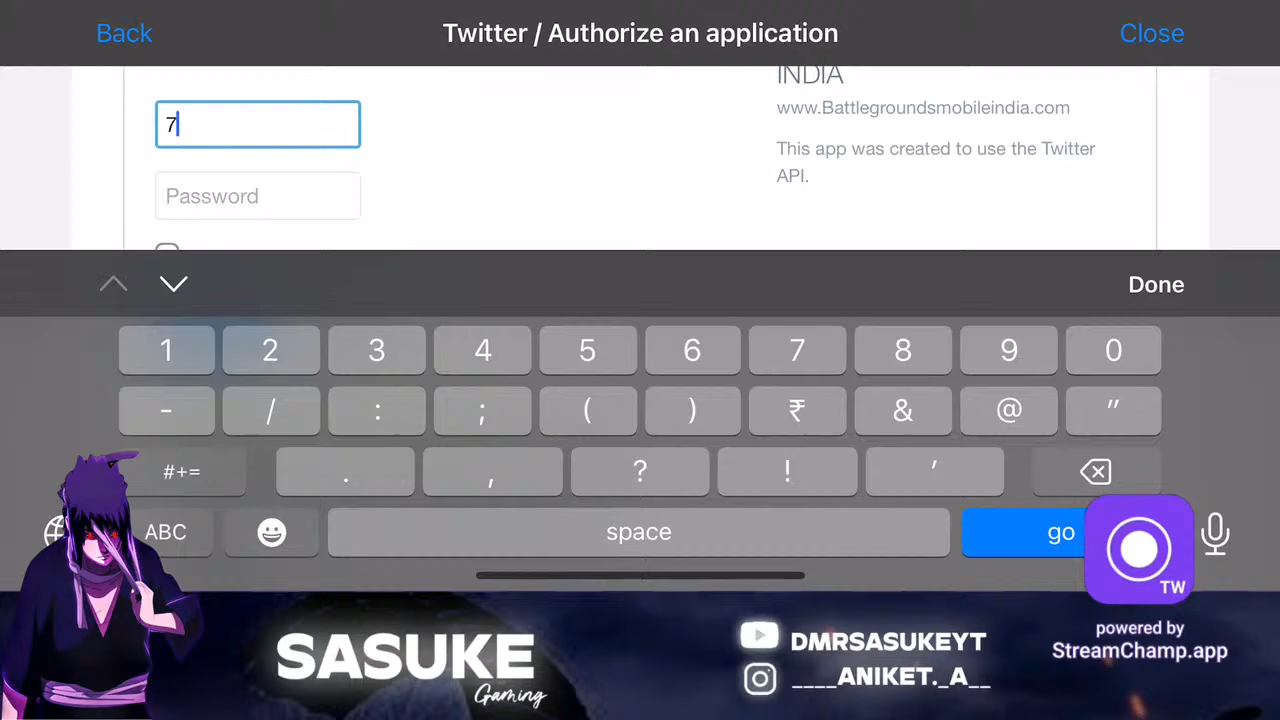 Back
Twitter / Authorize an application
Close
INDIA
www.Battlegroundsmobileindia.com
7
This app was created to use the Twitter
API.
Password
Done
1 2 3 4 5 6 7 8 9 0
- / : ; ( ) ₹ & @ "
#+= . , ? ! '
ABC space go
TW
powered by
StreamChamp.app
SASUKE
Gaming
DMRSASUKEYT
____ANIKET._A__